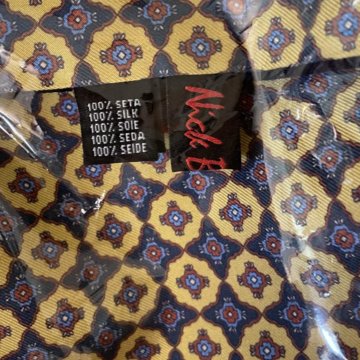 100% SETA
100% SILK
100% SOIE
100% SEDA
100% SEIDE
Nick